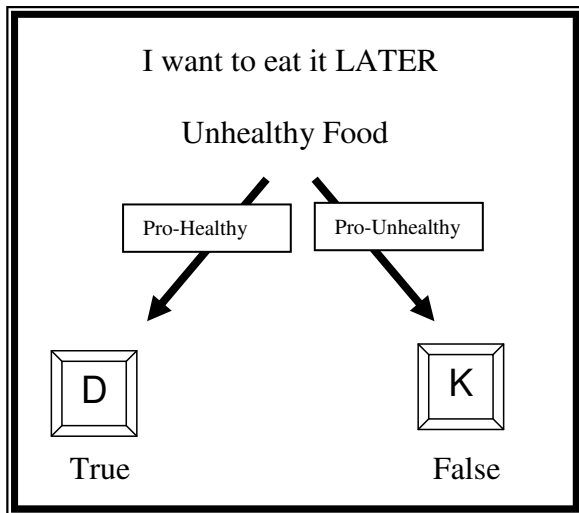 I want to eat it LATER
Unhealthy Food
Pro-Healthy Pro-Unhealthy
D K
True False